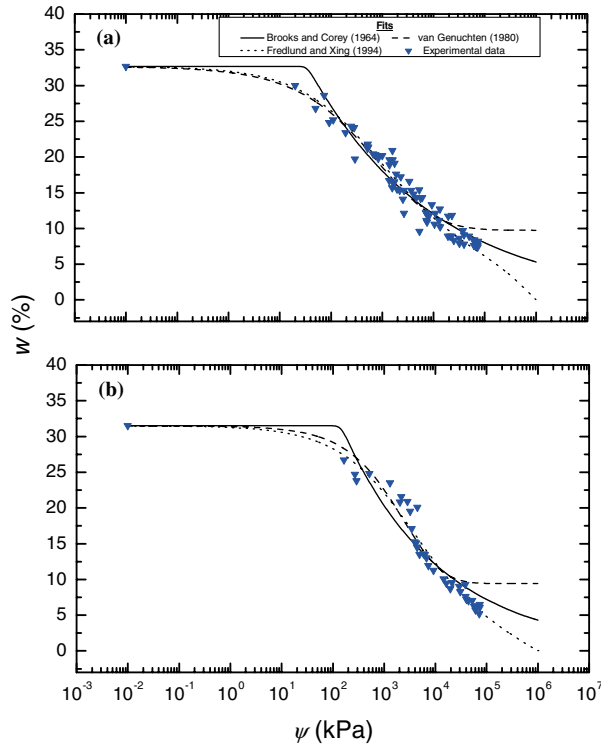 40
35
30
25
20
15
10
5
0
(a)
Fits
Brooks and Corey (1964)
van Genuchten (1980)
Fredlund and Xing (1994)
Experimental data
w (%)
40
35
30
25
20
15
10
5
0
(b)
10⁻³ 10⁻² 10⁻¹ 10⁰ 10¹ 10² 10³ 10⁴ 10⁵ 10⁶ 10⁷
ψ (kPa)